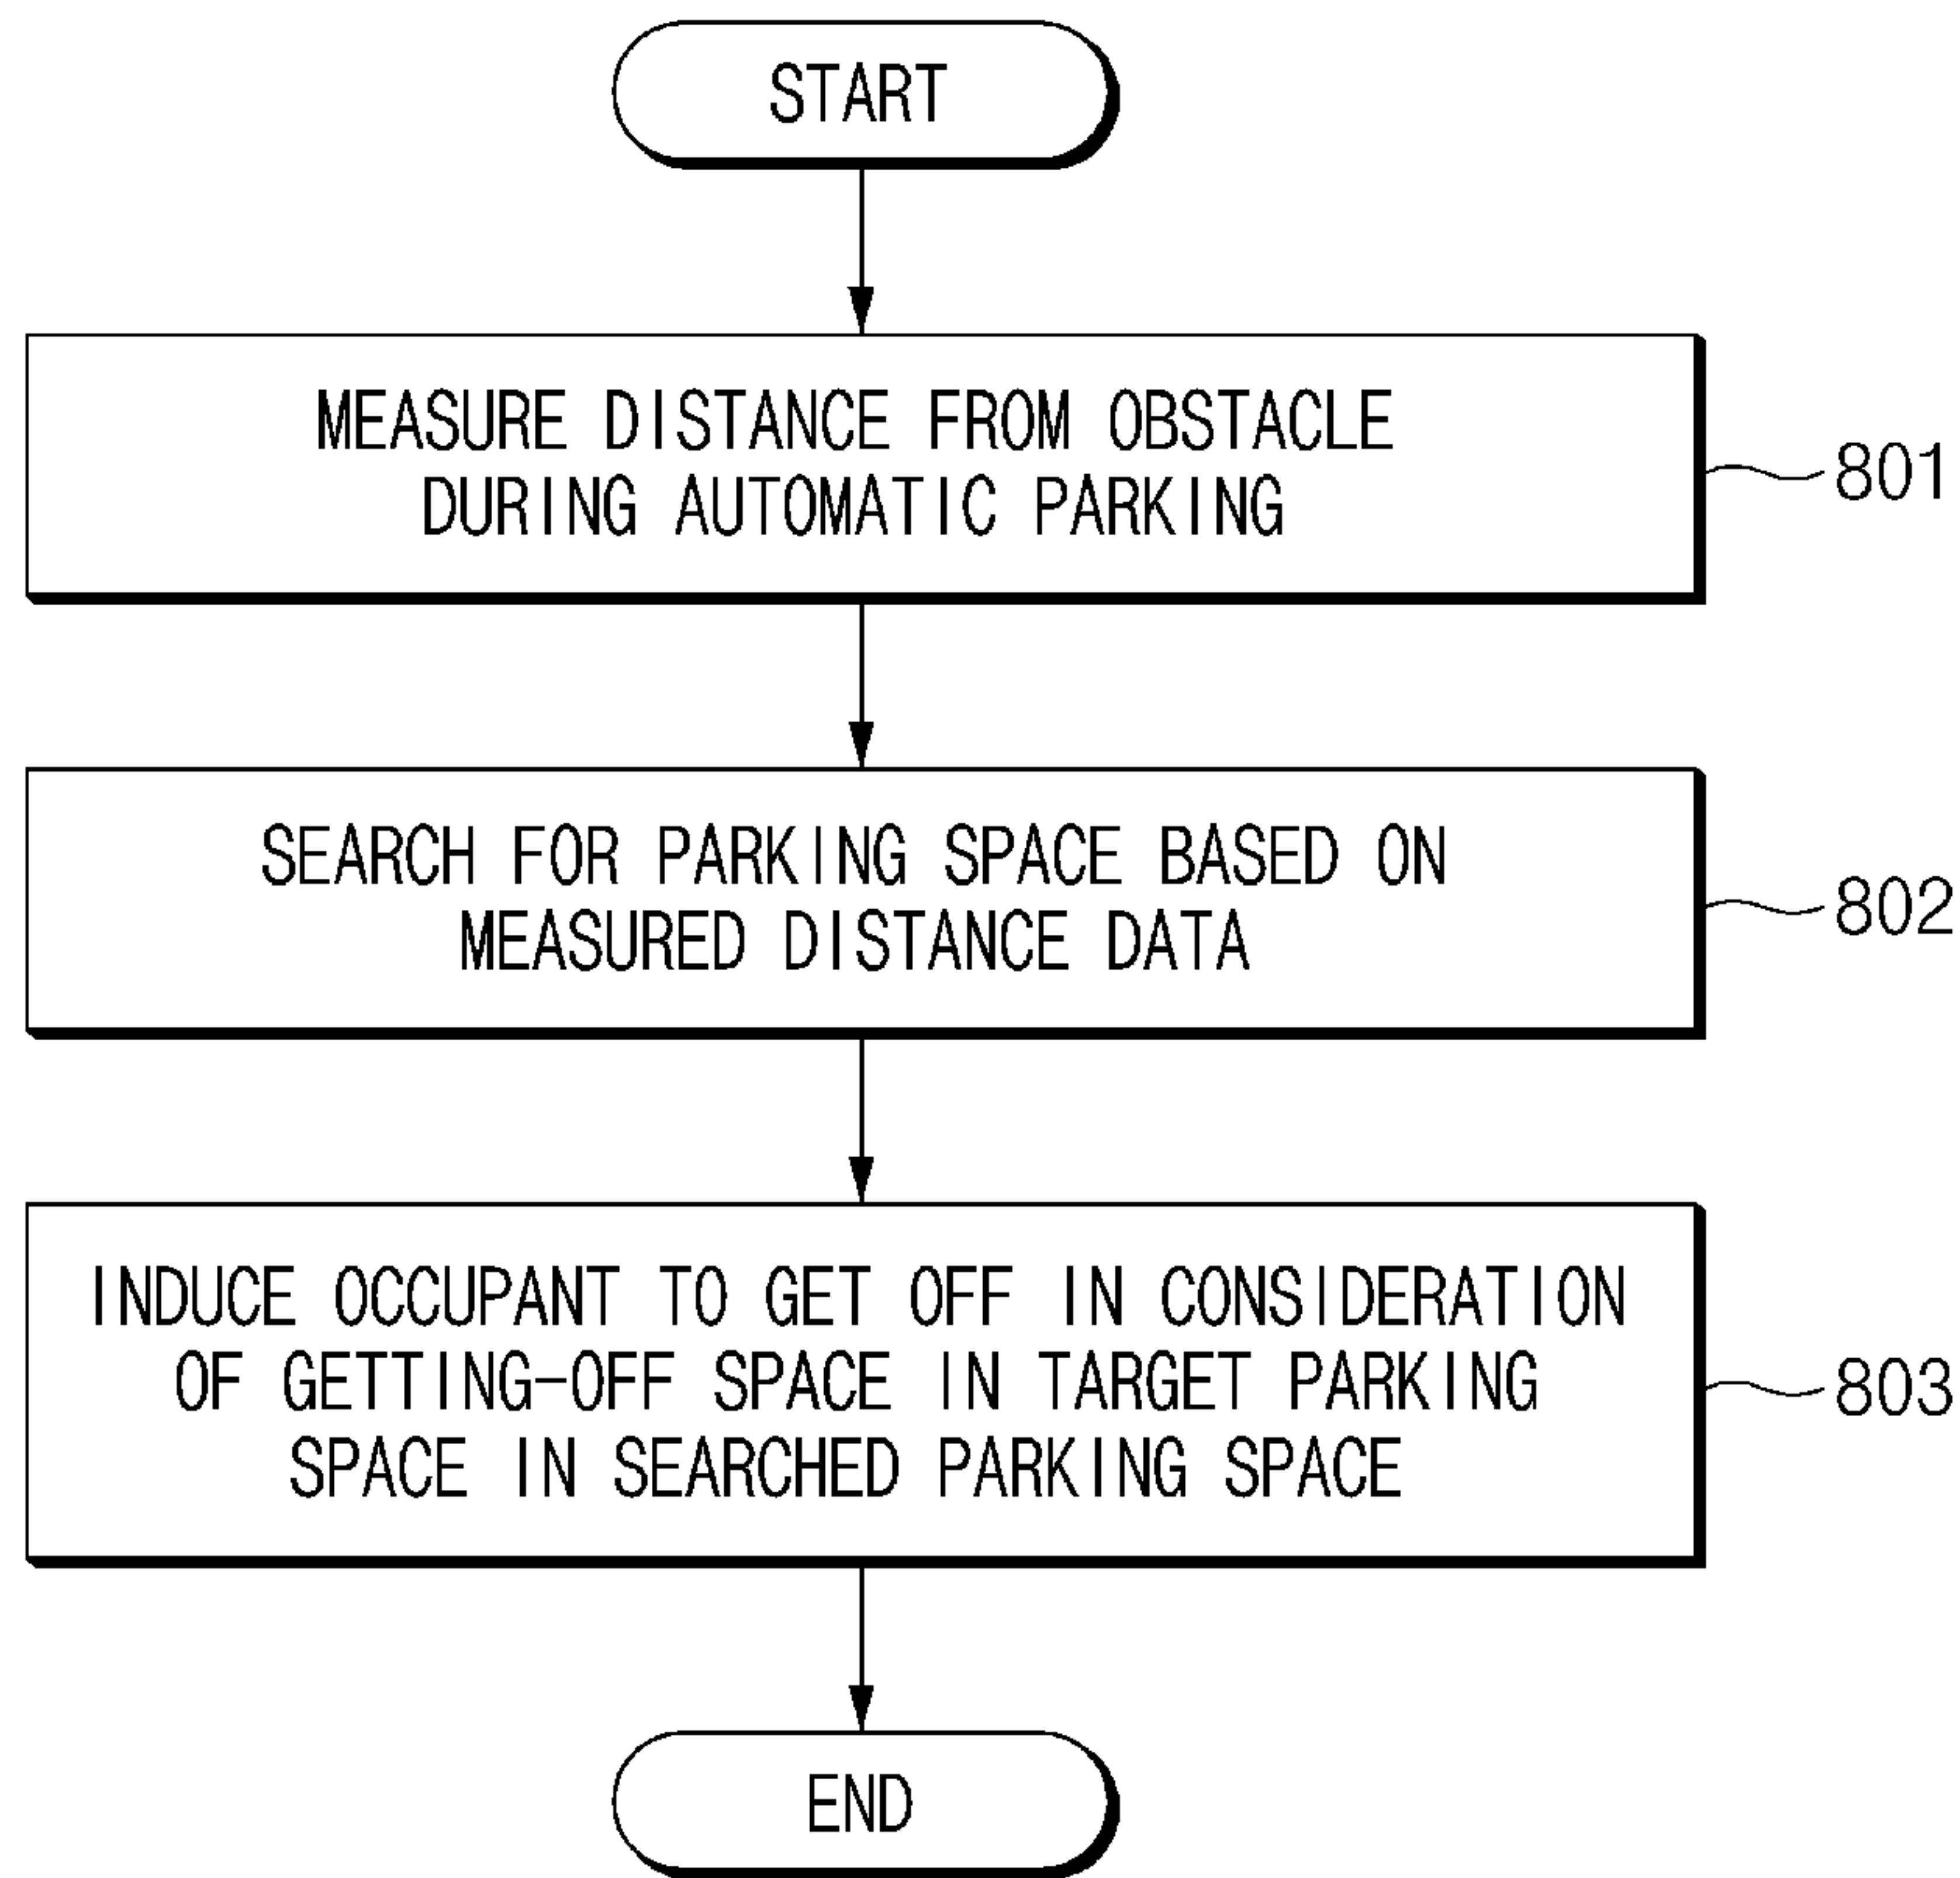 START
MEASURE DISTANCE FROM OBSTACLE
DURING AUTOMATIC PARKING
801
SEARCH FOR PARKING SPACE BASED ON
MEASURED DISTANCE DATA
802
INDUCE OCCUPANT TO GET OFF IN CONSIDERATION
OF GETTING-OFF SPACE IN TARGET PARKING
SPACE IN SEARCHED PARKING SPACE
803
END